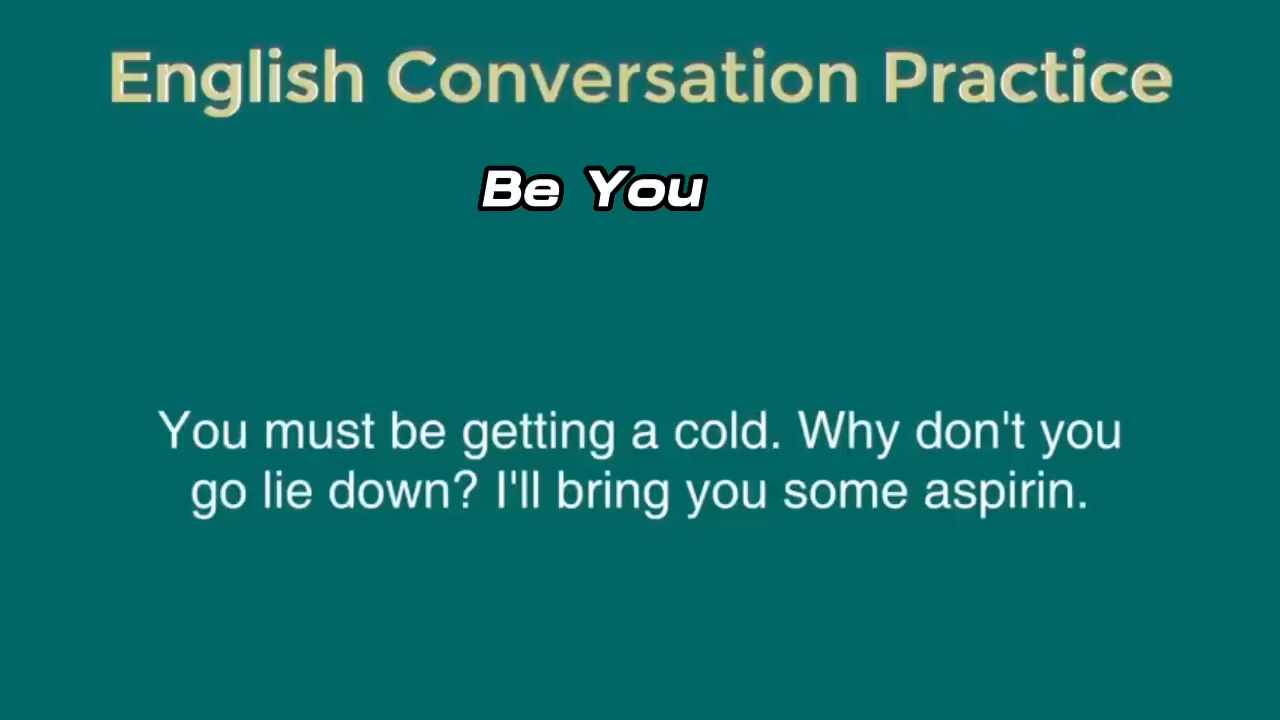 English Conversation Practice
Be You
You must be getting a cold. Why don't you
go lie down? I'll bring you some aspirin.